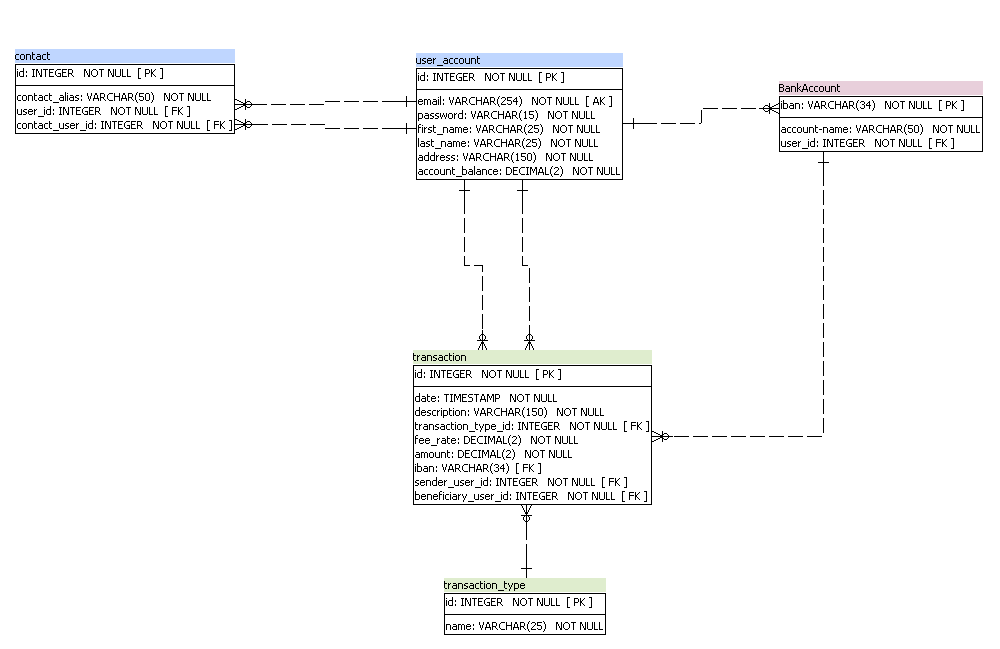 contact
id: INTEGER NOT NULL [ PK ]
contact_alias: VARCHAR(50) NOT NULL
user_id: INTEGER NOT NULL [ FK ]
contact_user_id: INTEGER NOT NULL [ FK ]
user_account
id: INTEGER NOT NULL [ PK ]
email: VARCHAR(254) NOT NULL [ AK ]
password: VARCHAR(15) NOT NULL
first_name: VARCHAR(25) NOT NULL
last_name: VARCHAR(25) NOT NULL
address: VARCHAR(150) NOT NULL
account_balance: DECIMAL(2) NOT NULL
BankAccount
iban: VARCHAR(34) NOT NULL [ PK ]
account-name: VARCHAR(50) NOT NULL
user_id: INTEGER NOT NULL [ FK ]
transaction
id: INTEGER NOT NULL [ PK ]
date: TIMESTAMP NOT NULL
description: VARCHAR(150) NOT NULL
transaction_type_id: INTEGER NOT NULL [ FK ]
fee_rate: DECIMAL(2) NOT NULL
amount: DECIMAL(2) NOT NULL
iban: VARCHAR(34) [ FK ]
sender_user_id: INTEGER NOT NULL [ FK ]
beneficiary_user_id: INTEGER NOT NULL [ FK ]
transaction_type
id: INTEGER NOT NULL [ PK ]
name: VARCHAR(25) NOT NULL